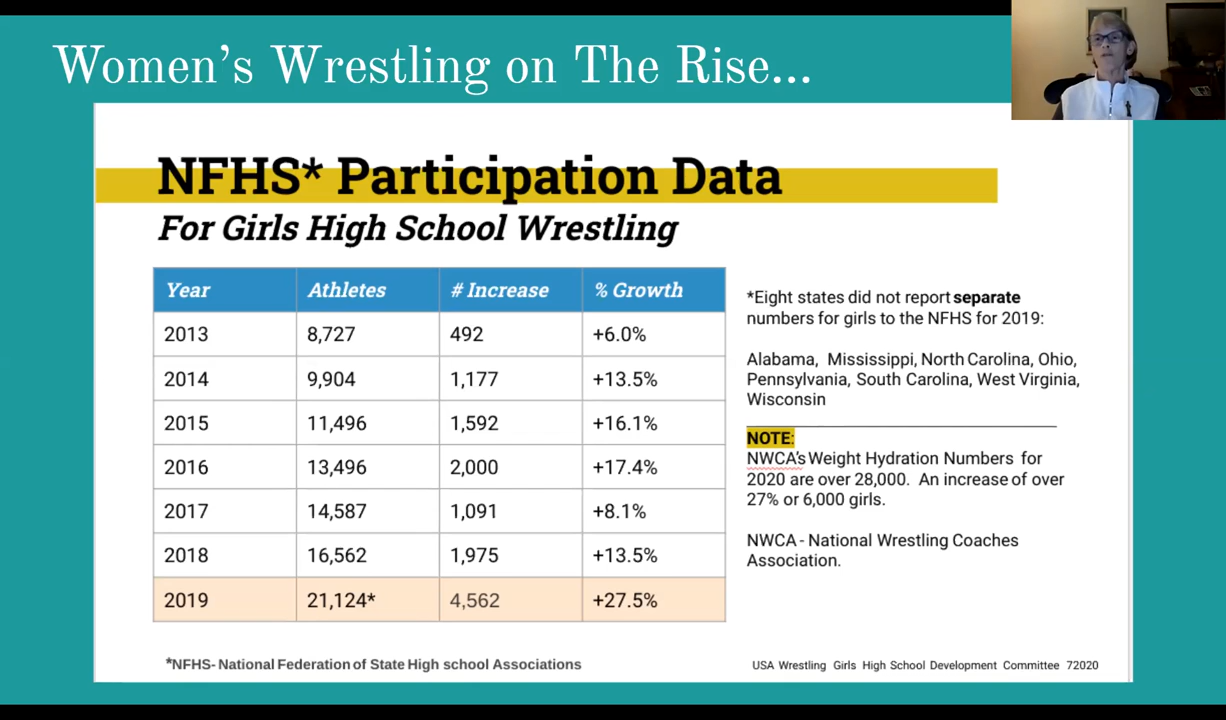 Women's Wrestling on The Rise...
NFHS* Participation Data
For Girls High School Wrestling
Year Athletes # Increase % Growth
2013 8,727 492 +6.0%
2014 9,904 1,177 +13.5%
2015 11,496 1,592 +16.1%
2016 13,496 2,000 +17.4%
2017 14,587 1,091 +8.1%
2018 16,562 1,975 +13.5%
2019 21,124* 4,562 +27.5%
*Eight states did not report separate
numbers for girls to the NFHS for 2019:
Alabama, Mississippi, North Carolina, Ohio,
Pennsylvania, South Carolina, West Virginia,
Wisconsin
NOTE:
NWCA's Weight Hydration Numbers for
2020 are over 28,000. An increase of over
27% or 6,000 girls.
NWCA - National Wrestling Coaches
Association.
*NFHS- National Federation of State High school Associations
USA Wrestling Girls High School Development Committee 72020